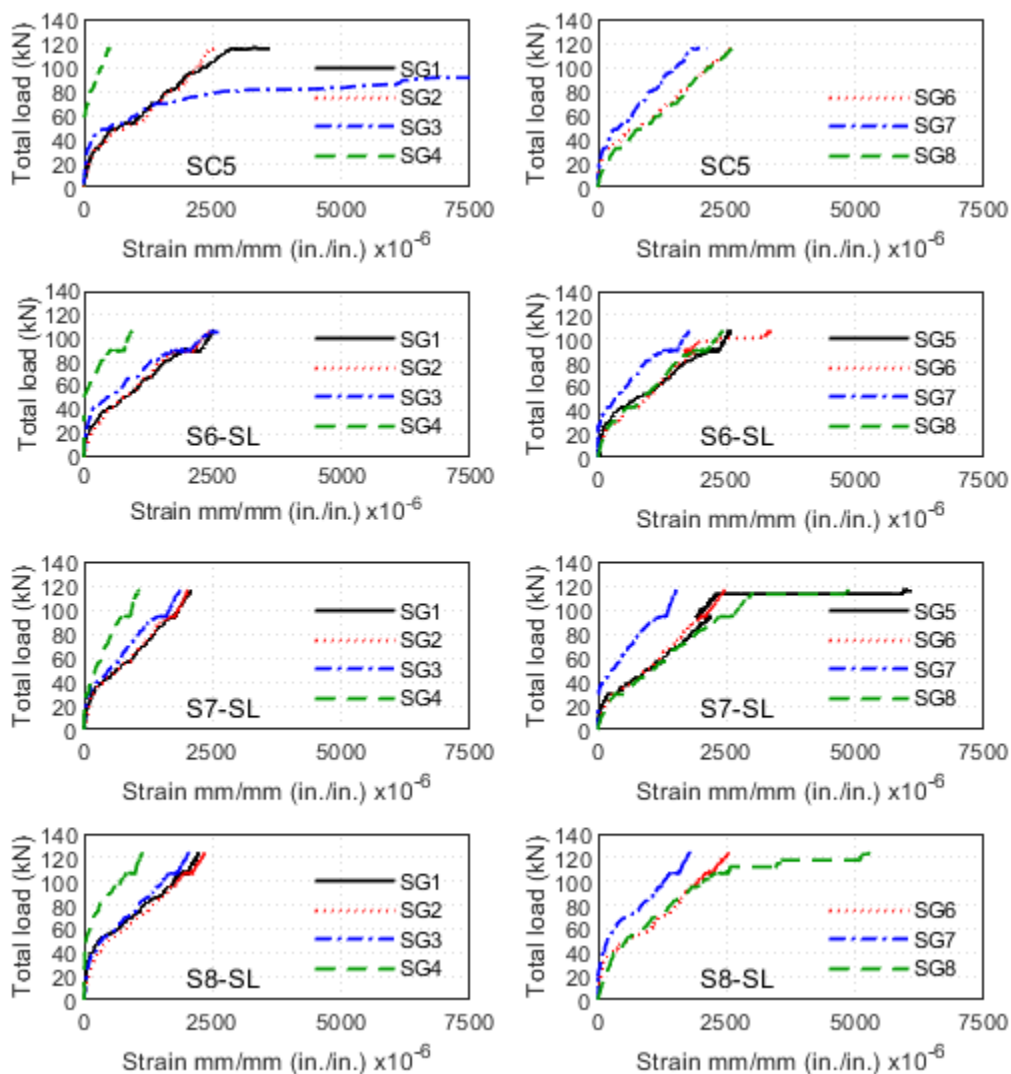 Total load (kN)
140
120
100
80
60
40
20
0
SG1
SG2
SG3
SG4
SC5
0 2500 5000 7500
Strain mm/mm (in./in.) x10^-6
Total load (kN)
140
120
100
80
60
40
20
0
SG6
SG7
SG8
SC5
0 2500 5000 7500
Strain mm/mm (in./in.) x10^-6
Total load (kN)
140
120
100
80
60
40
20
0
SG1
SG2
SG3
SG4
S6-SL
0 2500 5000 7500
Strain mm/mm (in./in.) x10^-6
Total load (kN)
140
120
100
80
60
40
20
0
SG5
SG6
SG7
SG8
S6-SL
0 2500 5000 7500
Strain mm/mm (in./in.) x10^-6
Total load (kN)
140
120
100
80
60
40
20
0
SG1
SG2
SG3
SG4
S7-SL
0 2500 5000 7500
Strain mm/mm (in./in.) x10^-6
Total load (kN)
140
120
100
80
60
40
20
0
SG5
SG6
SG7
SG8
S7-SL
0 2500 5000 7500
Strain mm/mm (in./in.) x10^-6
Total load (kN)
140
120
100
80
60
40
20
0
SG1
SG2
SG3
SG4
S8-SL
0 2500 5000 7500
Strain mm/mm (in./in.) x10^-6
Total load (kN)
140
120
100
80
60
40
20
0
SG6
SG7
SG8
S8-SL
0 2500 5000 7500
Strain mm/mm (in./in.) x10^-6